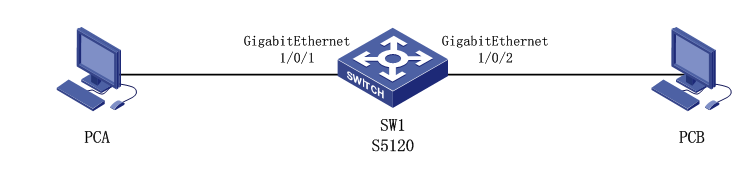 GigabitEthernet
1/0/1
GigabitEthernet
1/0/2
SWITCH
PCA
SW1
S5120
PCB